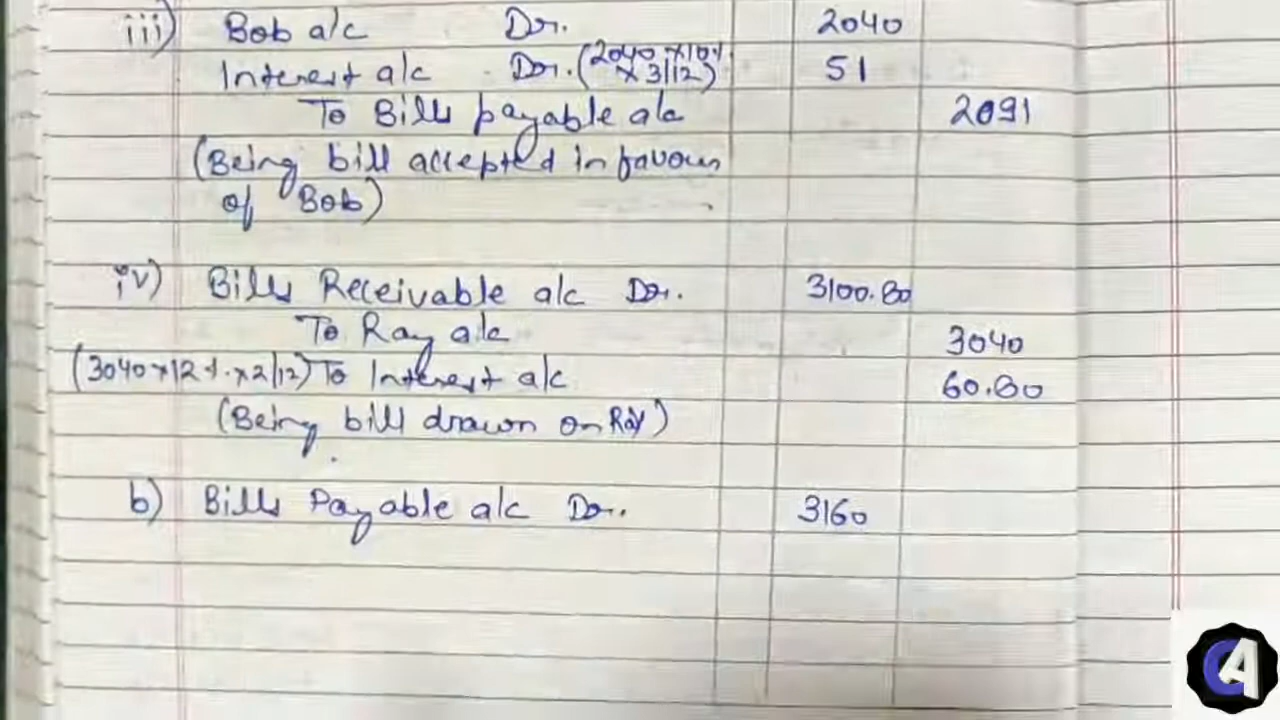 iii) Bob a/c Dr. (2040 × 10% × 3/12) 2040
Interest a/c Dr. 51
To Bills payable a/c 2091
(Being bill accepted in favour
of Bob)
iv) Bills Receivable a/c Dr. 3100.80
To Ray a/c 3040
(3040 × 12 %. × 2/12) To Interest a/c 60.80
(Being bill drawn on Ray)
b) Bills Payable a/c Dr. 3160
CA